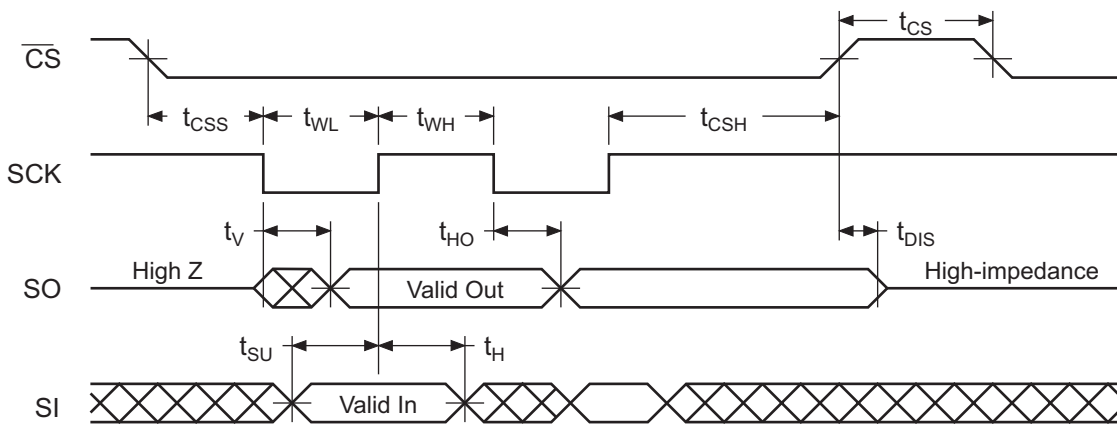 t_CS
CS
t_CSS t_WL t_WH t_CSH
SCK
t_V t_HO t_DIS
High Z High-impedance
SO Valid Out
t_SU t_H
SI Valid In